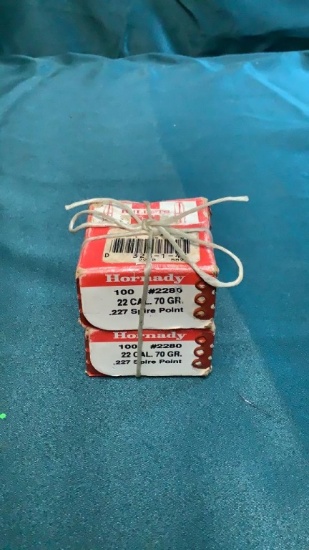 Hornady
100 #2280
22 CAL. 70 GR.
.227 Spire Point
Hornady
100 #2280
22 CAL. 70 GR.
.227 Spire Point